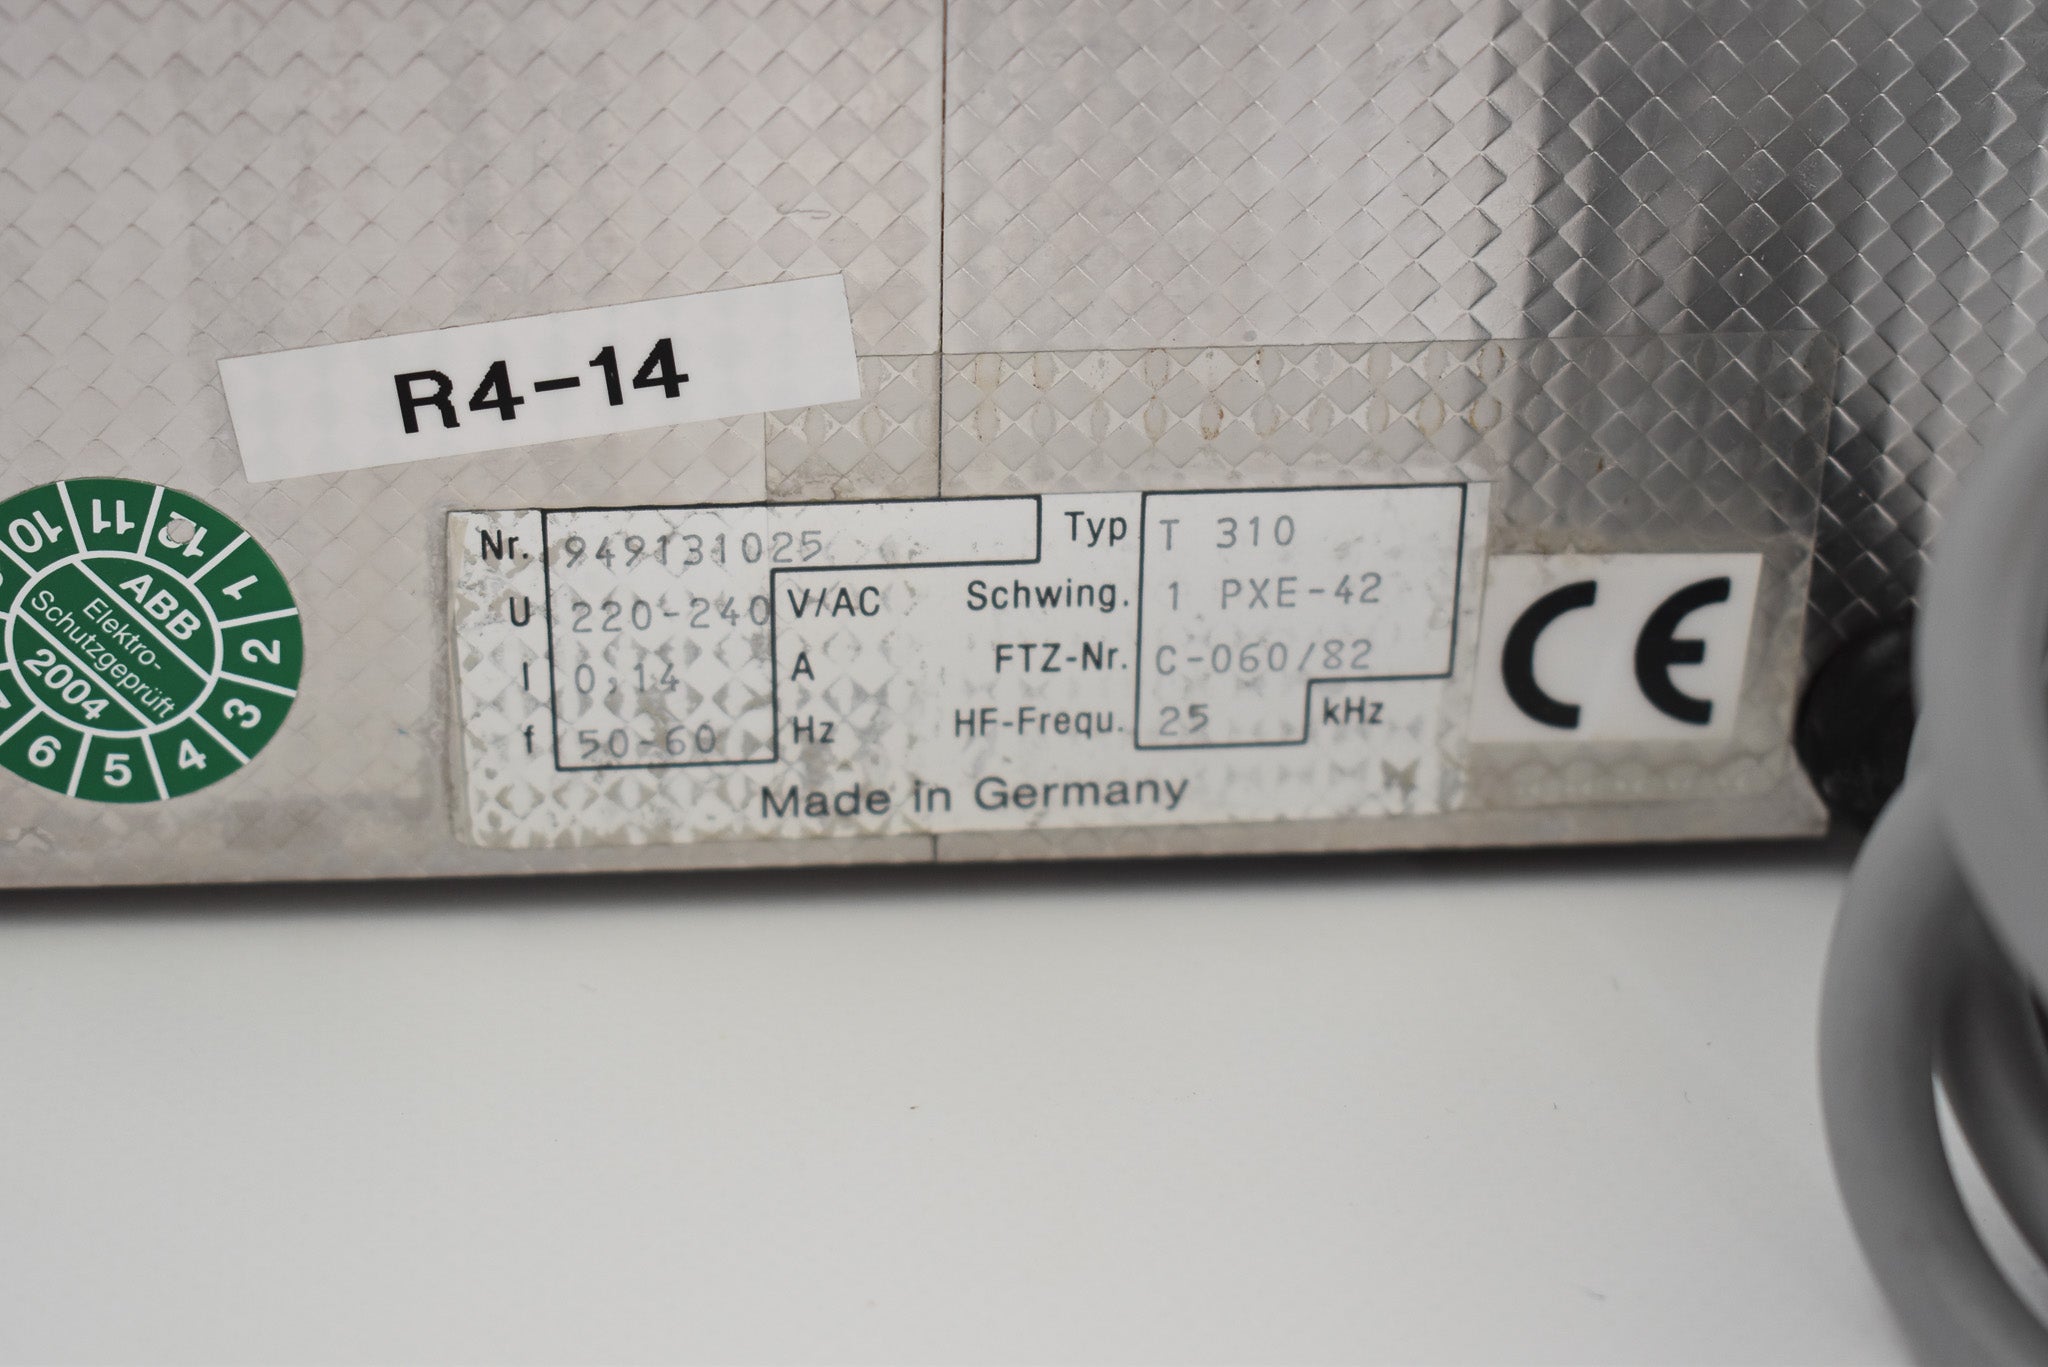 R4-14
10 11 12 1 2 3 4 5 6
ABB
Elektro-
Schutzgeprüft
2004
Nr. 949131025 Typ T 310
U 220-240 V/AC Schwing. 1 PXE-42
I 0,14 A FTZ-Nr. C-060/82
f 50-60 Hz HF-Frequ. 25 kHz
Made in Germany
CE